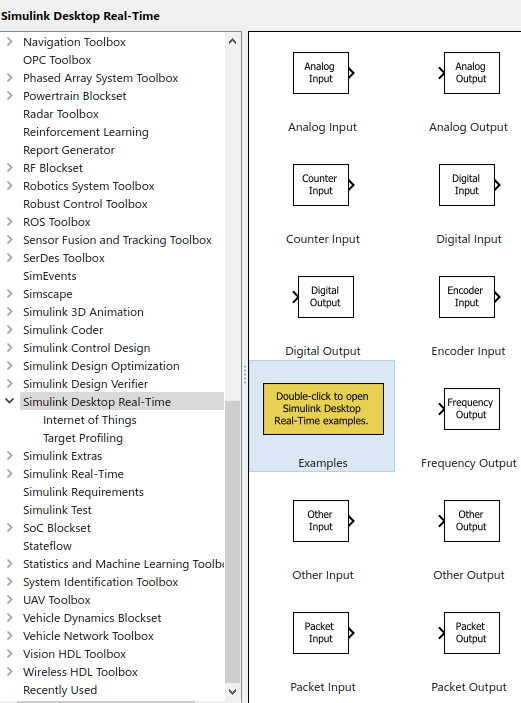 Simulink Desktop Real-Time
Navigation Toolbox
OPC Toolbox
Phased Array System Toolbox
Powertrain Blockset
Radar Toolbox
Reinforcement Learning
Report Generator
RF Blockset
Robotics System Toolbox
Robust Control Toolbox
ROS Toolbox
Sensor Fusion and Tracking Toolbox
SerDes Toolbox
SimEvents
Simscape
Simulink 3D Animation
Simulink Coder
Simulink Control Design
Simulink Design Optimization
Simulink Design Verifier
Simulink Desktop Real-Time
Internet of Things
Target Profiling
Simulink Extras
Simulink Real-Time
Simulink Requirements
Simulink Test
SoC Blockset
Stateflow
Statistics and Machine Learning Toolbo
System Identification Toolbox
UAV Toolbox
Vehicle Dynamics Blockset
Vehicle Network Toolbox
Vision HDL Toolbox
Wireless HDL Toolbox
Recently Used
Analog
Input
Analog Input
Analog
Output
Analog Output
Counter
Input
Counter Input
Digital
Input
Digital Input
Digital
Output
Digital Output
Encoder
Input
Encoder Input
Double-click to open
Simulink Desktop
Real-Time examples.
Examples
Frequency
Output
Frequency Output
Other
Input
Other Input
Other
Output
Other Output
Packet
Input
Packet Input
Packet
Output
Packet Output